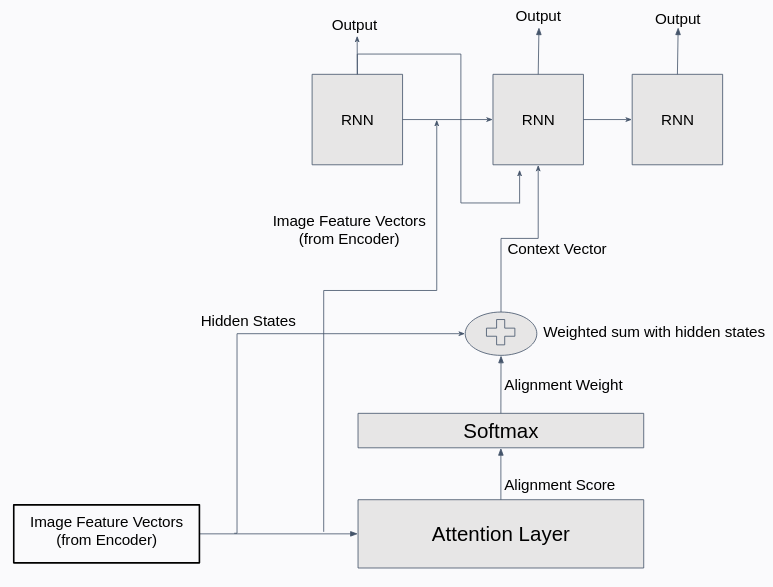 Output
Output
Output
RNN
RNN
RNN
Image Feature Vectors
(from Encoder)
Context Vector
Hidden States
Weighted sum with hidden states
Alignment Weight
Softmax
Alignment Score
Image Feature Vectors
(from Encoder)
Attention Layer